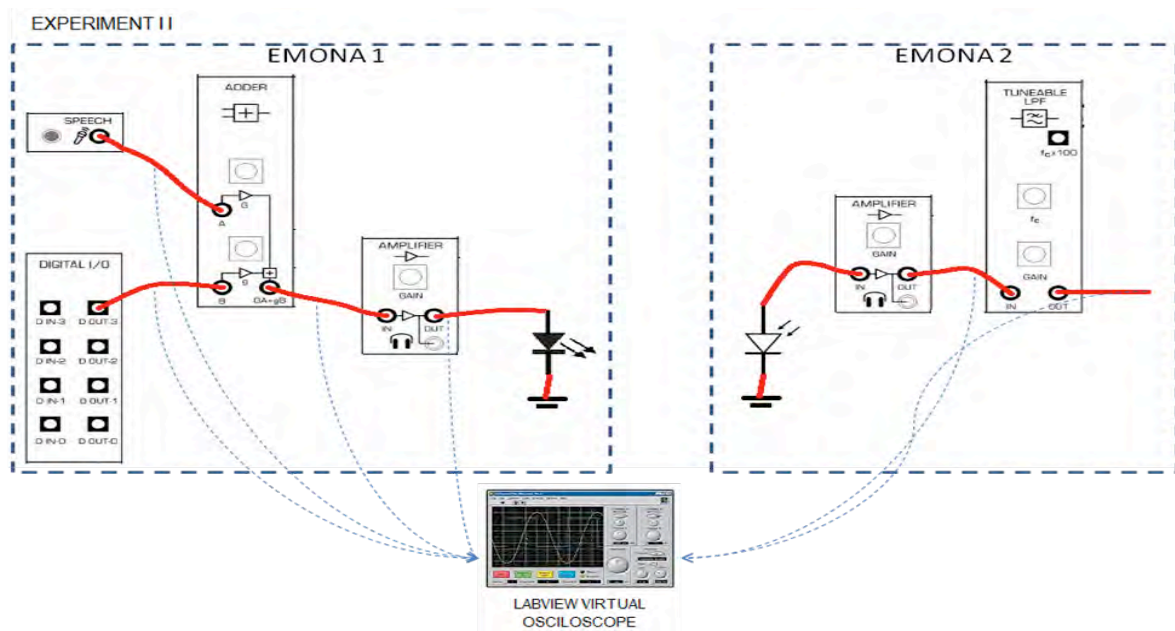 EXPERIMENT II
EMONA 1
ADDER
SPEECH
G
A
DIGITAL I/O
g
B
GA+gB
D IN-3
D OUT-3
D IN-2
D OUT-2
D IN-1
D OUT-1
D IN-0
D OUT-0
AMPLIFIER
GAIN
IN
OUT
EMONA 2
TUNEABLE
LPF
fC x100
fC
GAIN
IN
OUT
AMPLIFIER
GAIN
IN
OUT
LABVIEW VIRTUAL
OSCILOSCOPE